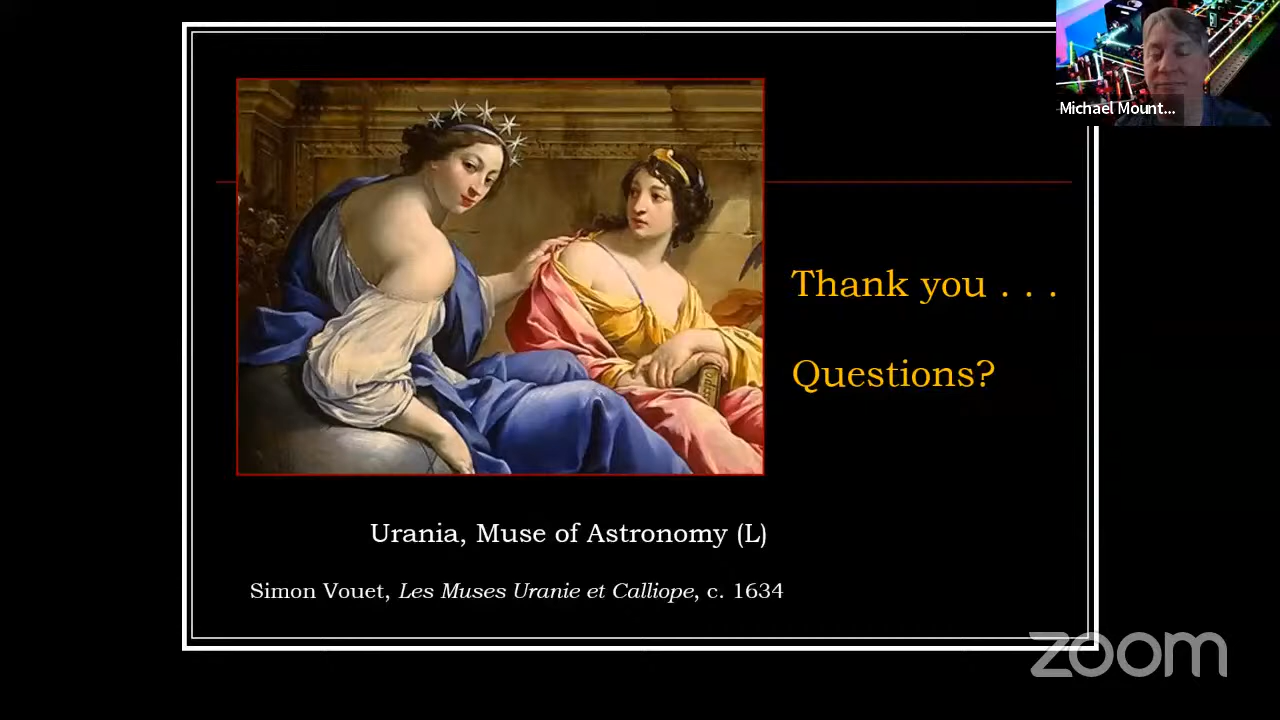 Michael Mount...
Thank you . . .
Questions?
Urania, Muse of Astronomy (L)
Simon Vouet, Les Muses Uranie et Calliope, c. 1634
zoom